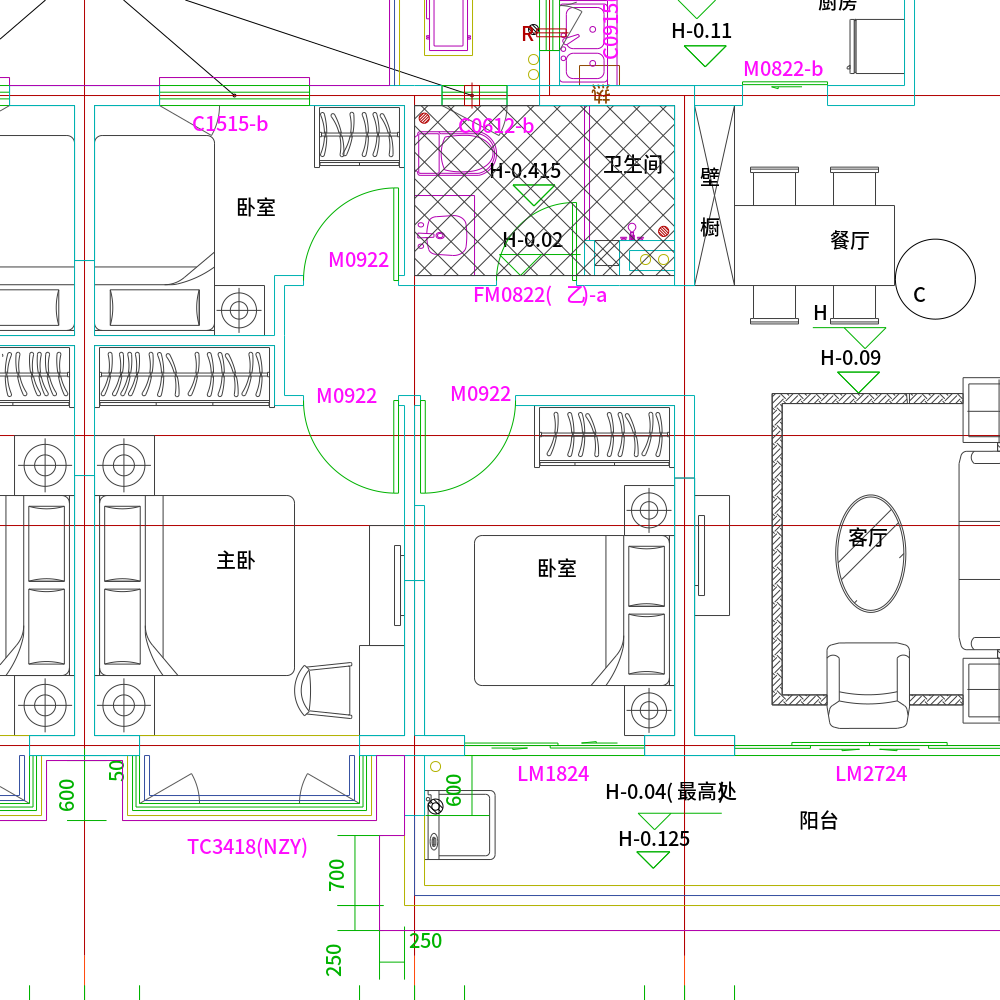 厨房
C0915
R
H-0.11
M0822-b
热
C1515-b
C0612-b
H-0.415
卫生间
壁
橱
卧室
餐厅
M0922
H-0.02
FM0822( 乙)-a
C
H
H-0.09
M0922
M0922
主卧
卧室
客厅
LM1824
LM2724
50
600
600
H-0.04( 最高处)
阳台
H-0.125
TC3418(NZY)
700
250
250